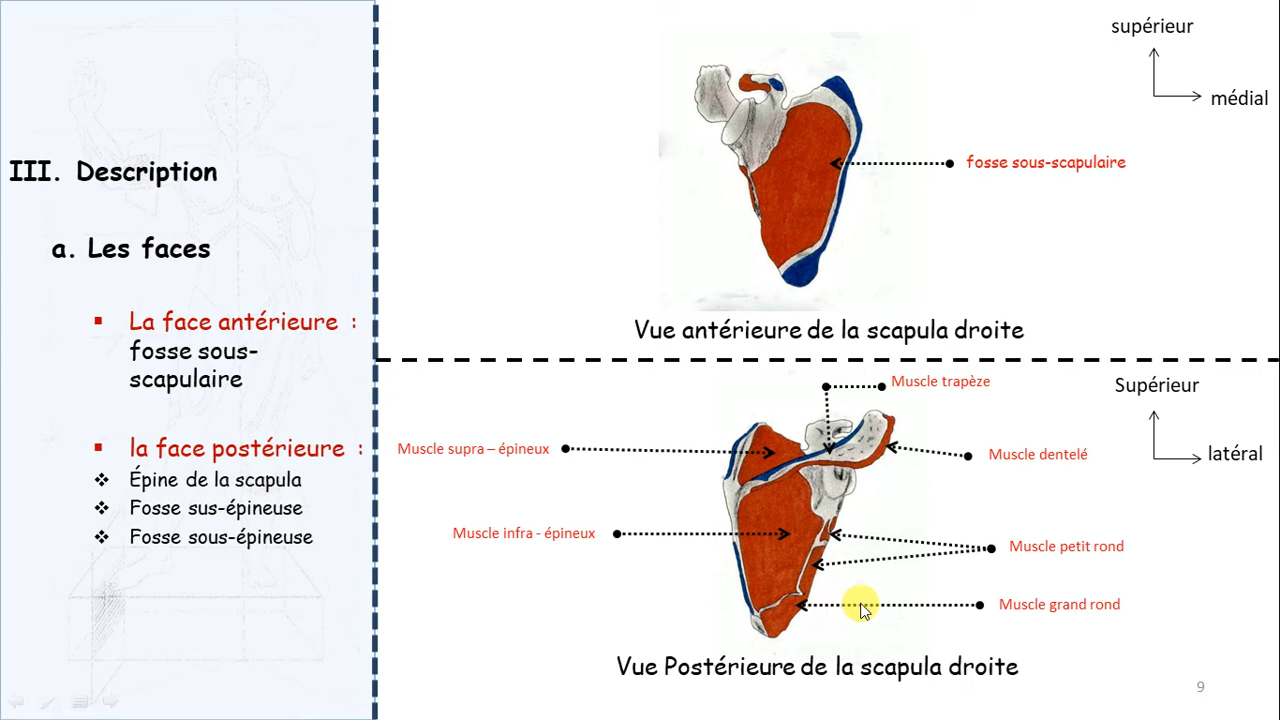 III. Description
a. Les faces
▪ La face antérieure :
fosse sous-
scapulaire
▪ la face postérieure :
❖ Épine de la scapula
❖ Fosse sus-épineuse
❖ Fosse sous-épineuse
supérieur
médial
fosse sous-scapulaire
Vue antérieure de la scapula droite
Muscle trapèze
Supérieur
latéral
Muscle supra – épineux
Muscle dentelé
Muscle infra - épineux
Muscle petit rond
Muscle grand rond
Vue Postérieure de la scapula droite
9